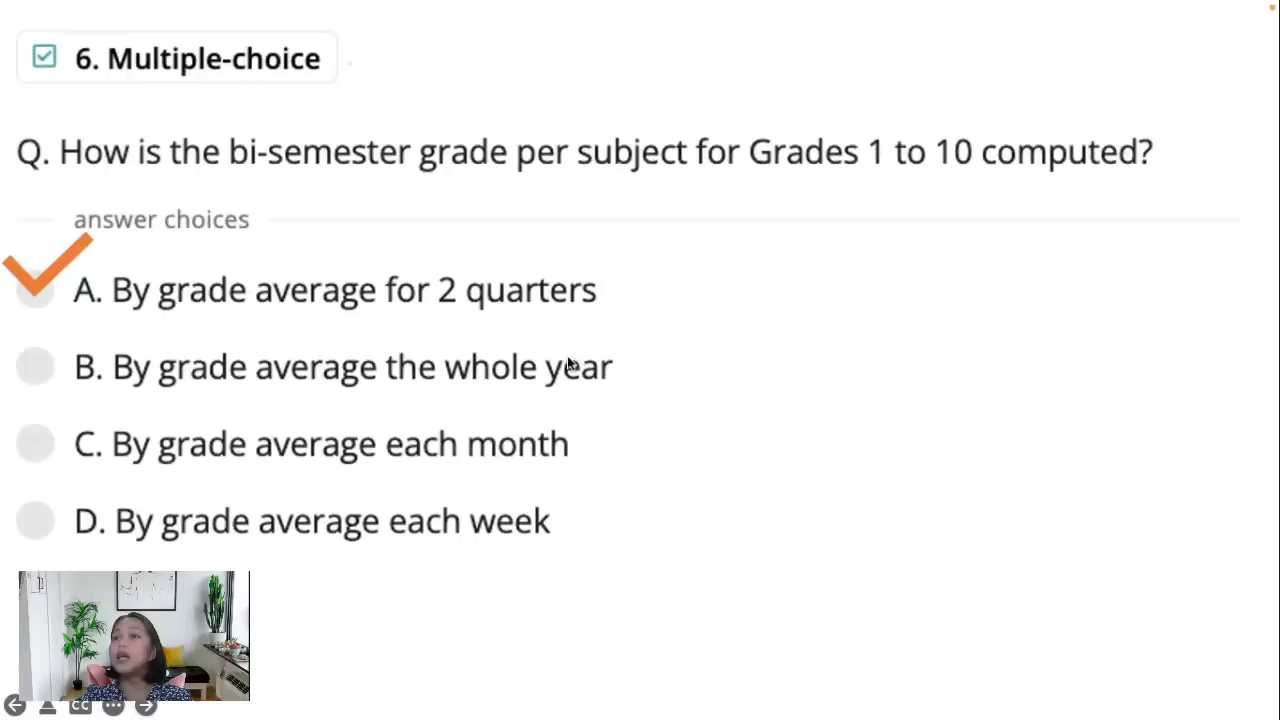 6. Multiple-choice
Q. How is the bi-semester grade per subject for Grades 1 to 10 computed?
answer choices
A. By grade average for 2 quarters
B. By grade average the whole year
C. By grade average each month
D. By grade average each week
CC